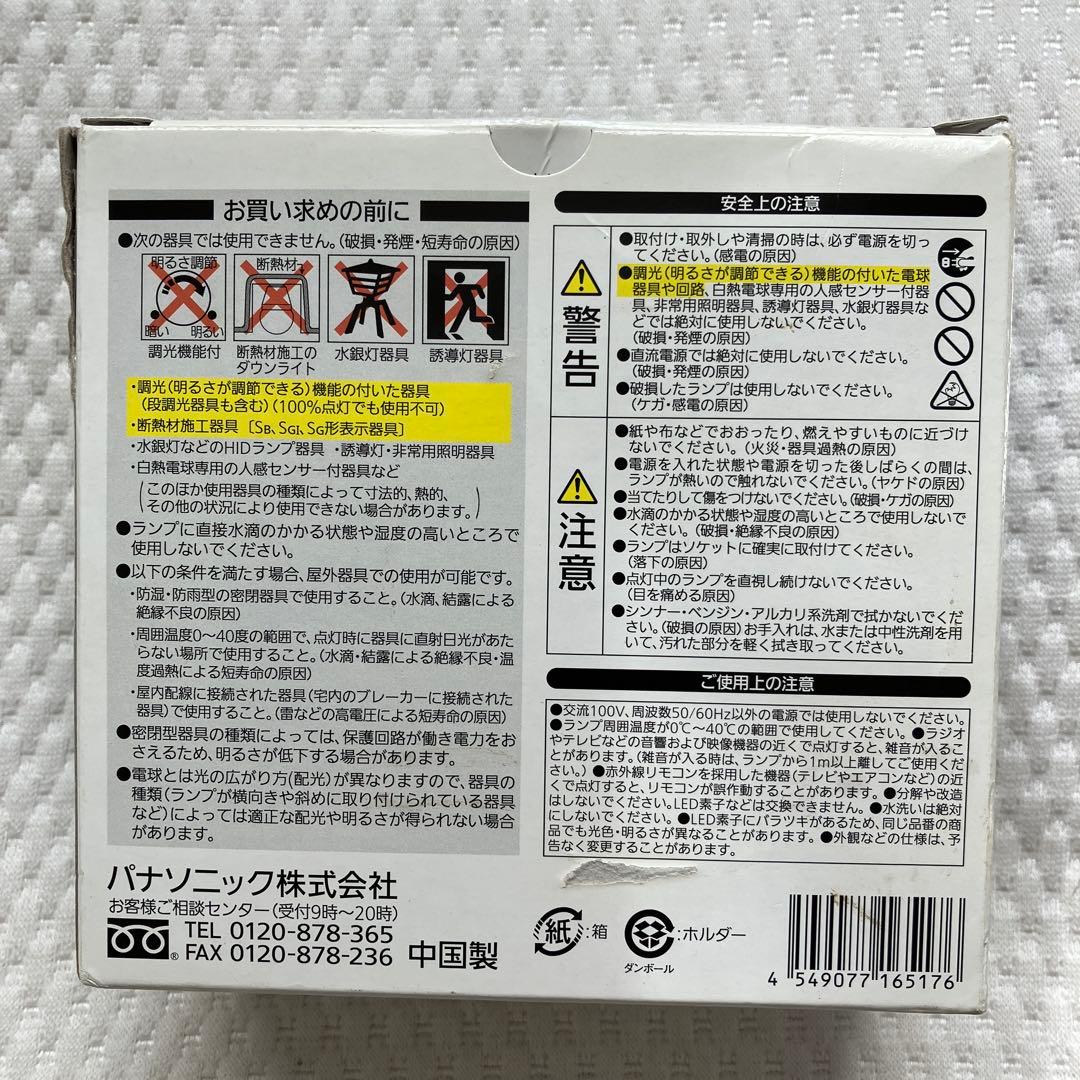 お買い求めの前に
●次の器具では使用できません。(破損・発煙・短寿命の原因)
明るさ調節
暗い 明るい
調光機能付
断熱材
断熱材施工の
ダウンライト
水銀灯器具
誘導灯器具
・調光(明るさが調節できる)機能の付いた器具
(段調光器具も含む)(100%点灯でも使用不可)
・断熱材施工器具〔SB、SGI、SG形表示器具〕
・水銀灯などのHIDランプ器具 ・誘導灯・非常用照明器具
・白熱電球専用の人感センサー付器具など
(このほか使用器具の種類によって寸法的、熱的、
その他の状況により使用できない場合があります。)
●ランプに直接水滴のかかる状態や湿度の高いところで
使用しないでください。
●以下の条件を満たす場合、屋外器具での使用が可能です。
・防湿・防雨型の密閉器具で使用すること。(水滴、結露による
絶縁不良の原因)
・周囲温度0〜40度の範囲で、点灯時に器具に直射日光があた
らない場所で使用すること。(水滴・結露による絶縁不良・温
度過熱による短寿命の原因)
・屋内配線に接続された器具(宅内のブレーカーに接続された
器具)で使用すること。(雷などの高電圧による短寿命の原因)
●密閉型器具の種類によっては、保護回路が働き電力をお
さえるため、明るさが低下する場合があります。
●電球とは光の広がり方(配光)が異なりますので、器具の
種類(ランプが横向きや斜めに取り付けられている器具
など)によっては適正な配光や明るさが得られない場合
があります。
パナソニック株式会社
お客様ご相談センター(受付9時〜20時)
TEL 0120-878-365
FAX 0120-878-236
®
中国製
安全上の注意
警告
●取付け・取外しや清掃の時は、必ず電源を切っ
てください。(感電の原因)
●調光(明るさが調節できる)機能の付いた電球
器具や回路、白熱電球専用の人感センサー付器
具、非常用照明器具、誘導灯器具、水銀灯器具な
どでは絶対に使用しないでください。
(破損・発煙の原因)
●直流電源では絶対に使用しないでください。
(破損・発煙の原因)
●破損したランプは使用しないでください。
(ケガ・感電の原因)
注意
●紙や布などでおおったり、燃えやすいものに近づけ
ないでください。(火災・器具過熱の原因)
●電源を入れた状態や電源を切った後しばらくの間は、
ランプが熱いので触れないでください。(ヤケドの原因)
●当てたりして傷をつけないでください。(破損・ケガの原因)
●水滴のかかる状態や湿度の高いところで使用しないで
ください。(破損・絶縁不良の原因)
●ランプはソケットに確実に取付けてください。
(落下の原因)
●点灯中のランプを直視し続けないでください。
(目を痛める原因)
●シンナー・ベンジン・アルカリ系洗剤で拭かないでくだ
さい。(破損の原因)お手入れは、水または中性洗剤を用
いて、汚れた部分を軽く拭き取ってください。
ご使用上の注意
●交流100V、周波数50/60Hz以外の電源では使用しないでください。
●ランプ周囲温度が0℃〜40℃の範囲で使用してください。●ラジオ
やテレビなどの音響および映像機器の近くで点灯すると、雑音が入るこ
とがあります。(雑音が入る時は、ランプから1m以上離してご使用くだ
さい。)●赤外線リモコンを採用した機器(テレビやエアコンなど)の近
くで点灯すると、リモコンが誤作動することがあります。●分解や改造
はしないでください。LED素子などは交換できません。●水洗いは絶対
にしないでください。●LED素子にバラツキがあるため、同じ品番の商
品でも光色・明るさが異なることがあります。●外観などの仕様は、予
告なく変更することがあります。
紙:箱
:ホルダー
ダンボール
4 549077 165176